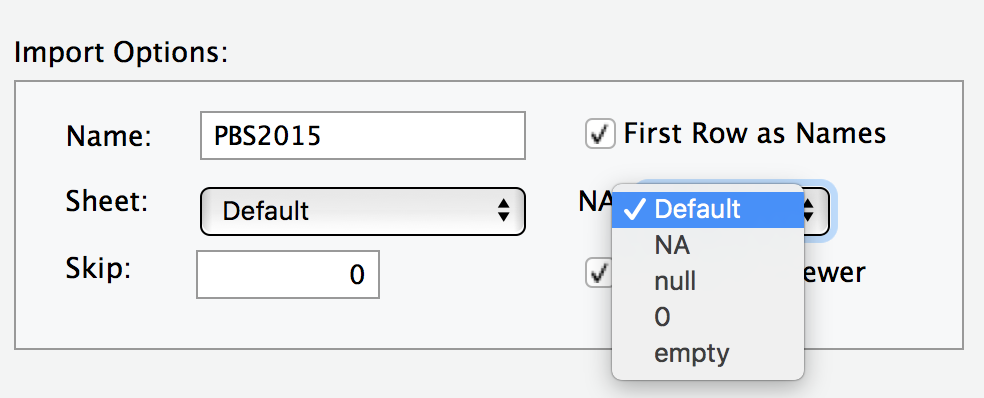 Import Options:
Name: PBS2015
First Row as Names
Sheet: Default
NA
Default
NA
null
0
empty
Skip: 0
ewer